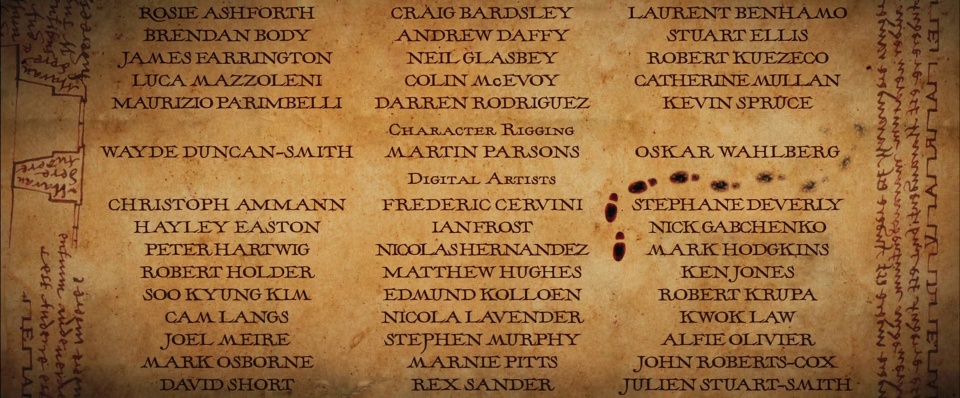 ROSIE ASHFORTH CRAIG BARDSLEY LAURENT BENHAMO
BRENDAN BODY ANDREW DAFFY STUART ELLIS
JAMES FARRINGTON NEIL GLASBEY ROBERT KUEZECO
LUCA MAZZOLENI COLIN McEVOY CATHERINE MULLAN
MAURIZIO PARIMBELLI DARREN RODRIGUEZ KEVIN SPRUCE
CHARACTER RIGGING
WAYDE DUNCAN-SMITH MARTIN PARSONS OSKAR WAHLBERG
DIGITAL ARTISTS
CHRISTOPH AMMANN FREDERIC CERVINI STEPHANE DEVERLY
HAYLEY EASTON IAN FROST NICK GABCHENKO
PETER HARTWIG NICOLAS HERNANDEZ MARK HODGKINS
ROBERT HOLDER MATTHEW HUGHES KEN JONES
SOO KYUNG KIM EDMUND KOLLOEN ROBERT KRUPA
CAM LANGS NICOLA LAVENDER KWOK LAW
JOEL MEIRE STEPHEN MURPHY ALFIE OLIVIER
MARK OSBORNE MARNIE PITTS JOHN ROBERTS-COX
DAVID SHORT REX SANDER JULIEN STUART-SMITH